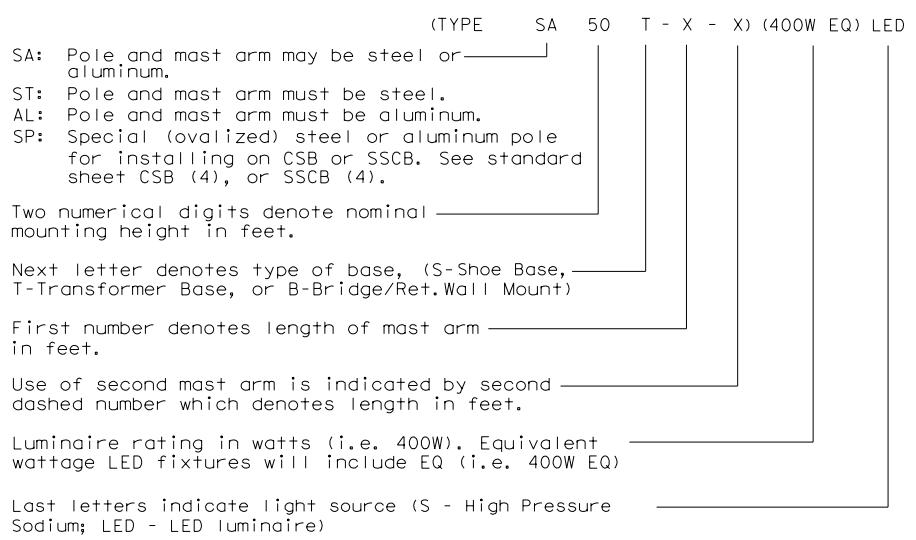 (TYPE SA 50 T - X - X) (400W EQ) LED
SA: Pole and mast arm may be steel or
aluminum.
ST: Pole and mast arm must be steel.
AL: Pole and mast arm must be aluminum.
SP: Special (ovalized) steel or aluminum pole
for installing on CSB or SSCB. See standard
sheet CSB (4), or SSCB (4).
Two numerical digits denote nominal
mounting height in feet.
Next letter denotes type of base, (S-Shoe Base,
T-Transformer Base, or B-Bridge/Ret.Wall Mount)
First number denotes length of mast arm
in feet.
Use of second mast arm is indicated by second
dashed number which denotes length in feet.
Luminaire rating in watts (i.e. 400W). Equivalent
wattage LED fixtures will include EQ (i.e. 400W EQ)
Last letters indicate light source (S - High Pressure
Sodium; LED - LED luminaire)